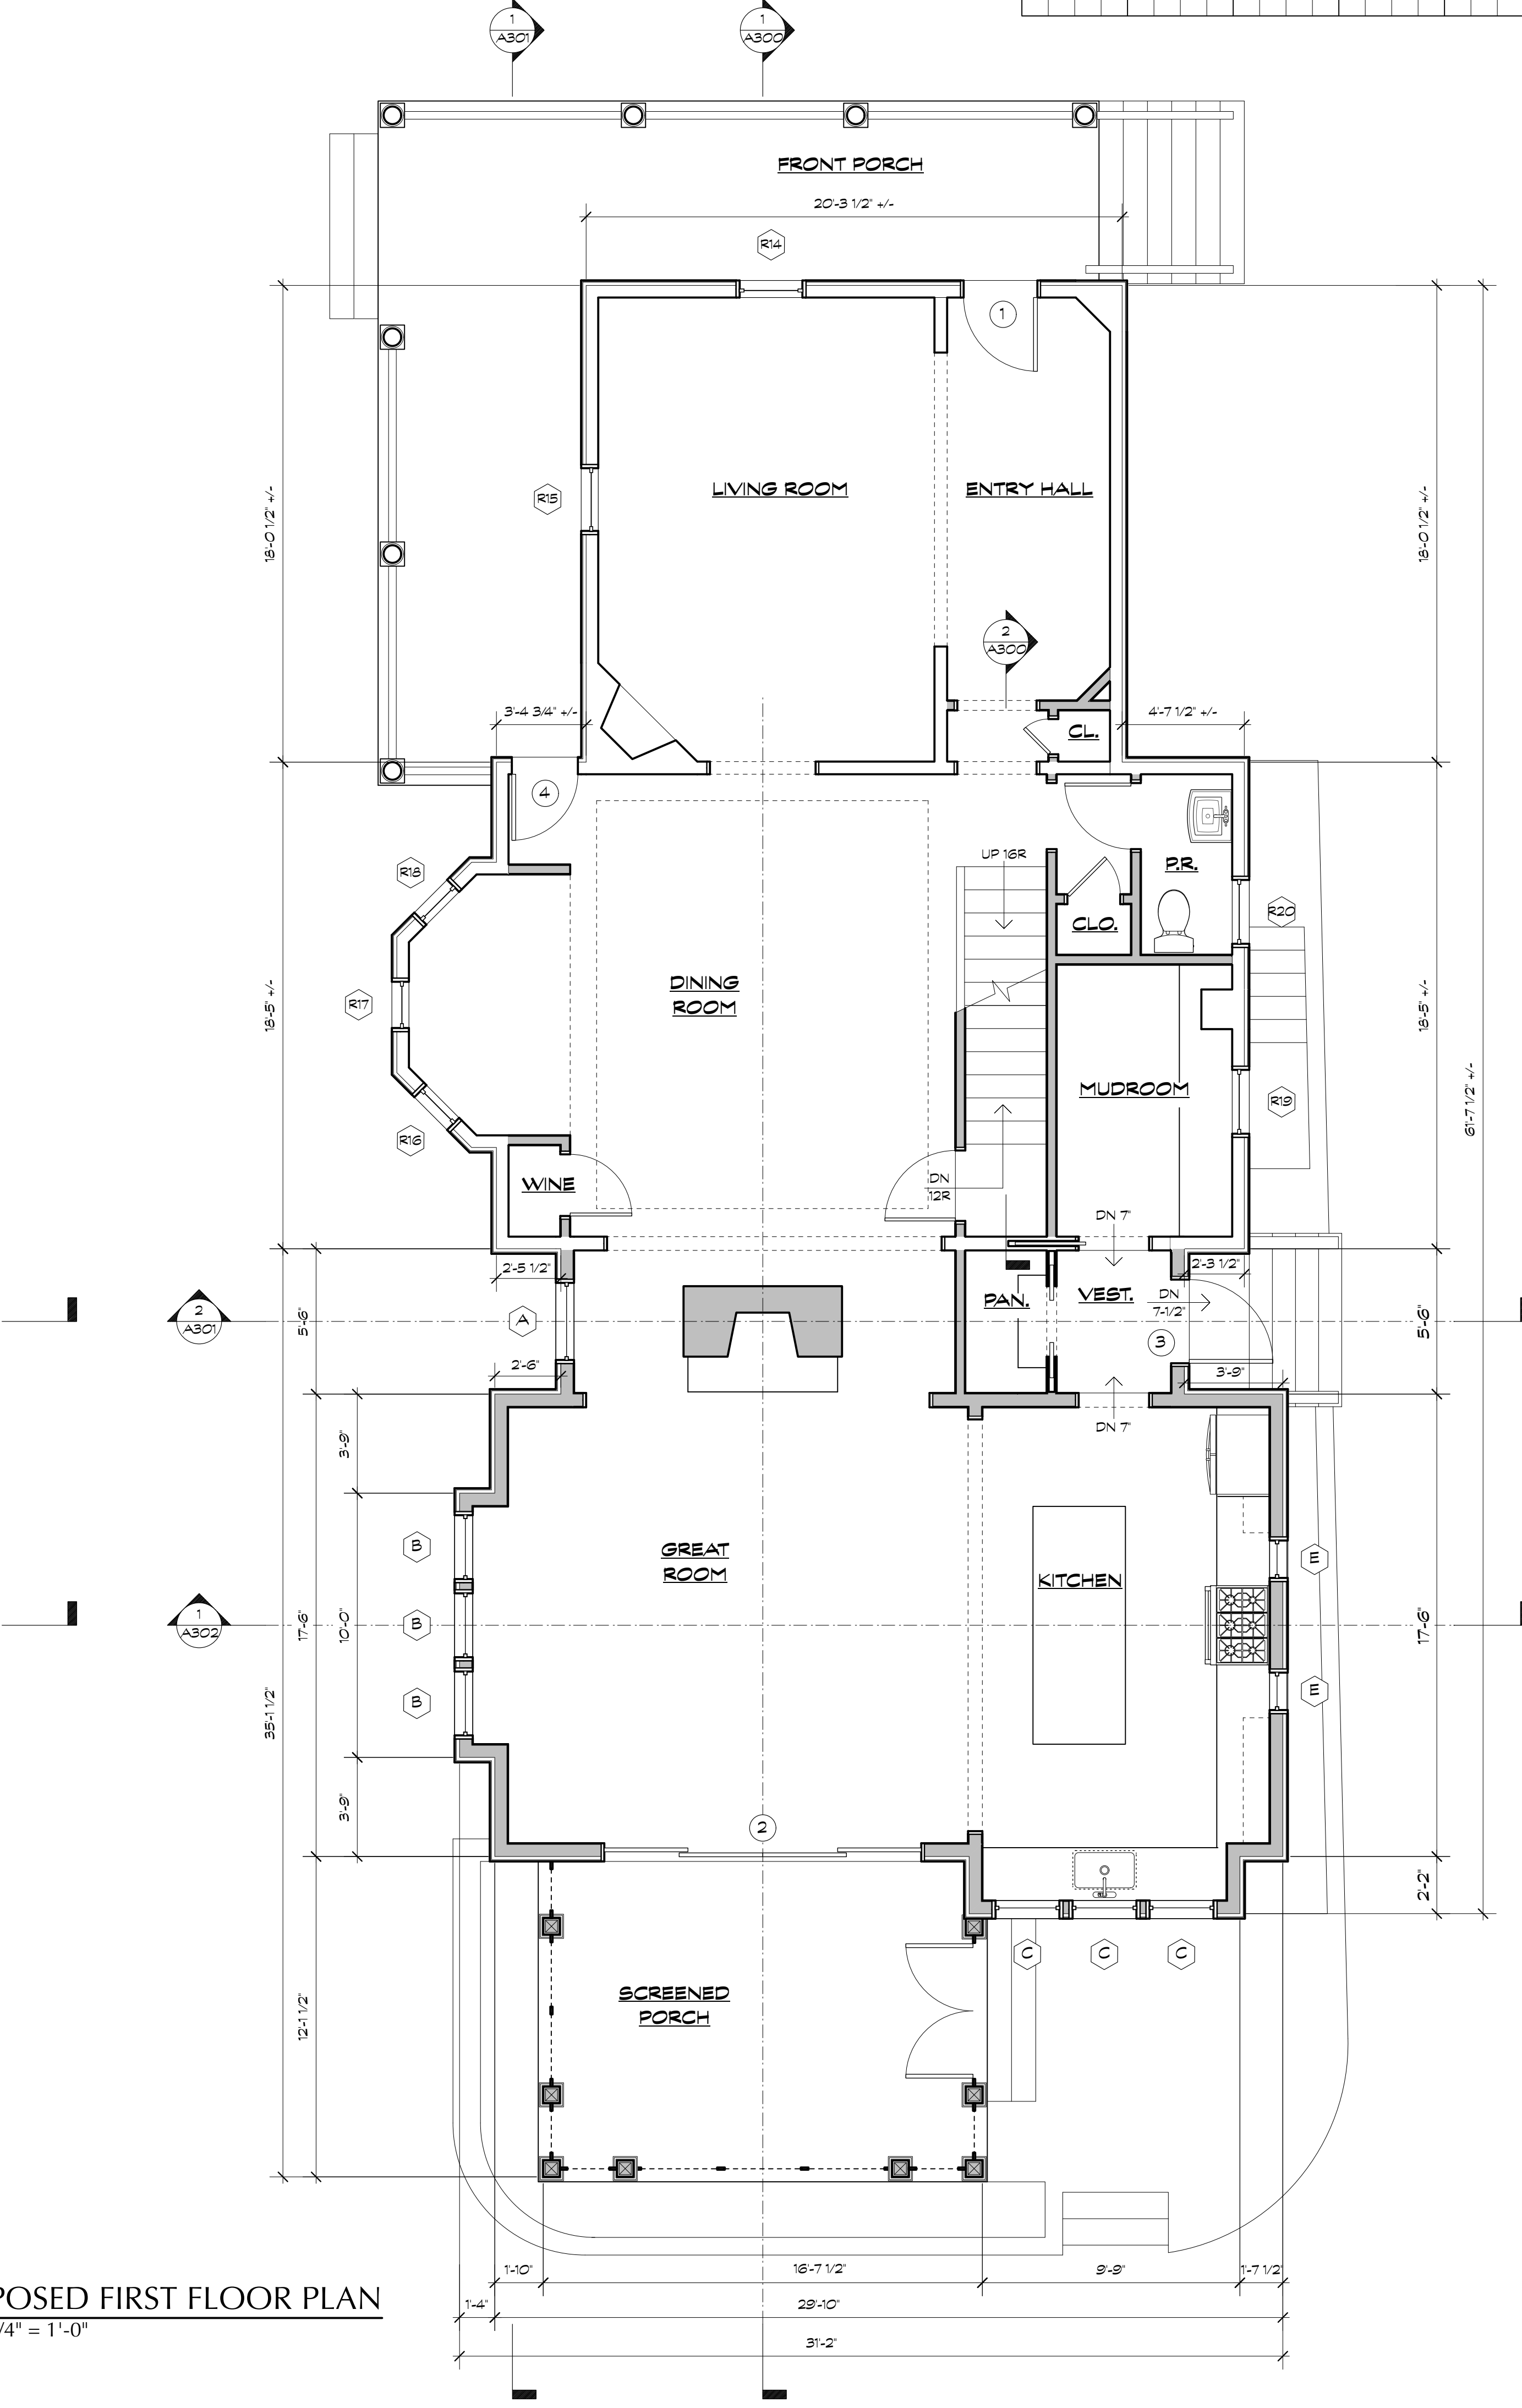 1
A301
1
A300
FRONT PORCH
20'-3 1/2" +/-
R14
1
18'-0 1/2" +/-
R15
LIVING ROOM
ENTRY HALL
18'-0 1/2" +/-
2
A300
3'-4 3/4" +/-
CL.
4'-7 1/2" +/-
4
UP 16R
P.R.
R18
CLO.
R20
18'-5" +/-
R17
DINING
ROOM
18'-5" +/-
MUDROOM
R19
61'-7 1/2" +/-
R16
WINE
DN
12R
DN 7"
2'-5 1/2"
2'-3 1/2"
PAN.
VEST.
DN
7-1/2"
2
A301
5'-6"
A
3
5'-6"
2'-6"
3'-9"
DN 7"
3'-9"
B
GREAT
ROOM
KITCHEN
E
1
A302
17'-6"
10'-0"
B
17'-6"
35'-1 1/2"
B
E
3'-9"
2
2'-2"
C
C
C
SCREENED
PORCH
12'-1 1/2"
1'-10"
16'-7 1/2"
9'-9"
1'-7 1/2"
1'-4"
29'-10"
31'-2"
POSED FIRST FLOOR PLAN
/4" = 1'-0"